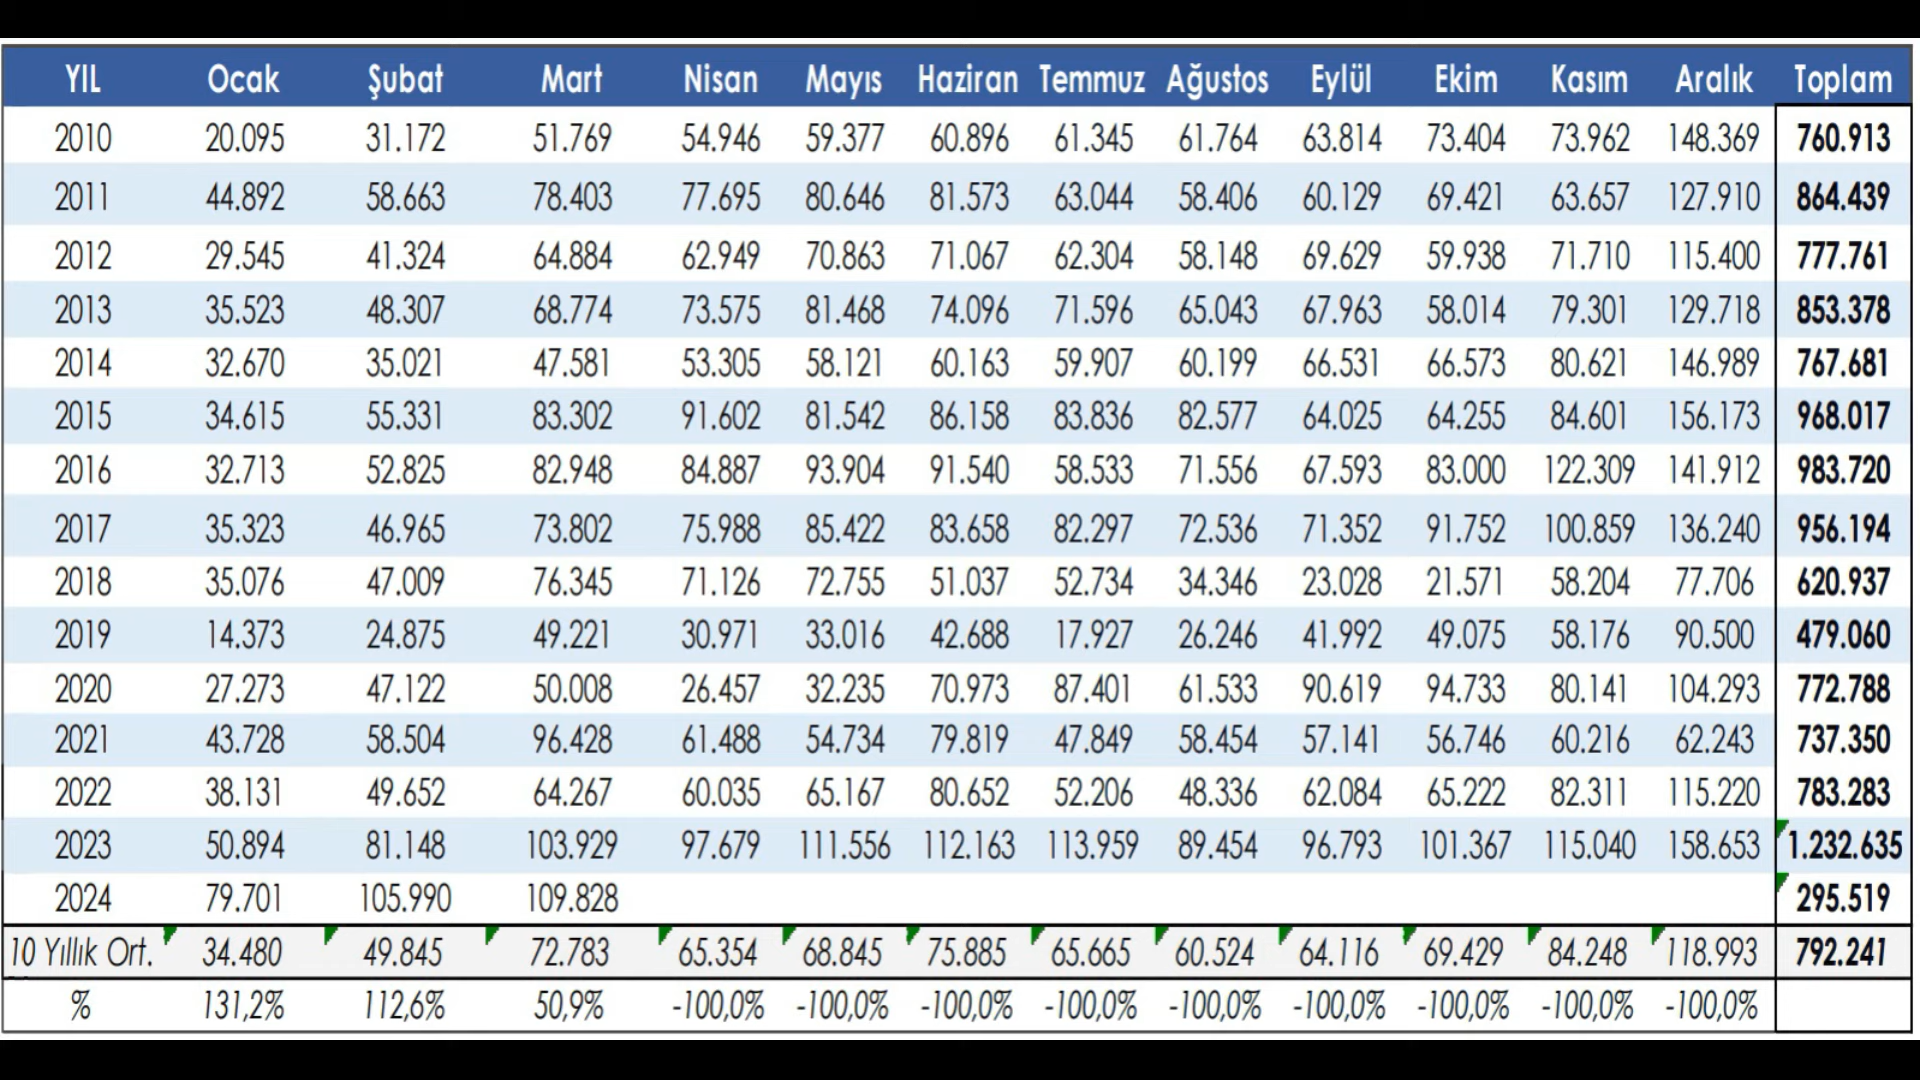 YIL Ocak Şubat Mart Nisan Mayıs Haziran Temmuz Ağustos Eylül Ekim Kasım Aralık Toplam
2010 20.095 31.172 51.769 54.946 59.377 60.896 61.345 61.764 63.814 73.404 73.962 148.369 760.913
2011 44.892 58.663 78.403 77.695 80.646 81.573 63.044 58.406 60.129 69.421 63.657 127.910 864.439
2012 29.545 41.324 64.884 62.949 70.863 71.067 62.304 58.148 69.629 59.938 71.710 115.400 777.761
2013 35.523 48.307 68.774 73.575 81.468 74.096 71.596 65.043 67.963 58.014 79.301 129.718 853.378
2014 32.670 35.021 47.581 53.305 58.121 60.163 59.907 60.199 66.531 66.573 80.621 146.989 767.681
2015 34.615 55.331 83.302 91.602 81.542 86.158 83.836 82.577 64.025 64.255 84.601 156.173 968.017
2016 32.713 52.825 82.948 84.887 93.904 91.540 58.533 71.556 67.593 83.000 122.309 141.912 983.720
2017 35.323 46.965 73.802 75.988 85.422 83.658 82.297 72.536 71.352 91.752 100.859 136.240 956.194
2018 35.076 47.009 76.345 71.126 72.755 51.037 52.734 34.346 23.028 21.571 58.204 77.706 620.937
2019 14.373 24.875 49.221 30.971 33.016 42.688 17.927 26.246 41.992 49.075 58.176 90.500 479.060
2020 27.273 47.122 50.008 26.457 32.235 70.973 87.401 61.533 90.619 94.733 80.141 104.293 772.788
2021 43.728 58.504 96.428 61.488 54.734 79.819 47.849 58.454 57.141 56.746 60.216 62.243 737.350
2022 38.131 49.652 64.267 60.035 65.167 80.652 52.206 48.336 62.084 65.222 82.311 115.220 783.283
2023 50.894 81.148 103.929 97.679 111.556 112.163 113.959 89.454 96.793 101.367 115.040 158.653 1.232.635
2024 79.701 105.990 109.828 295.519
10 Yıllık Ort. 34.480 49.845 72.783 65.354 68.845 75.885 65.665 60.524 64.116 69.429 84.248 118.993 792.241
% 131,2% 112,6% 50,9% -100,0% -100,0% -100,0% -100,0% -100,0% -100,0% -100,0% -100,0% -100,0%